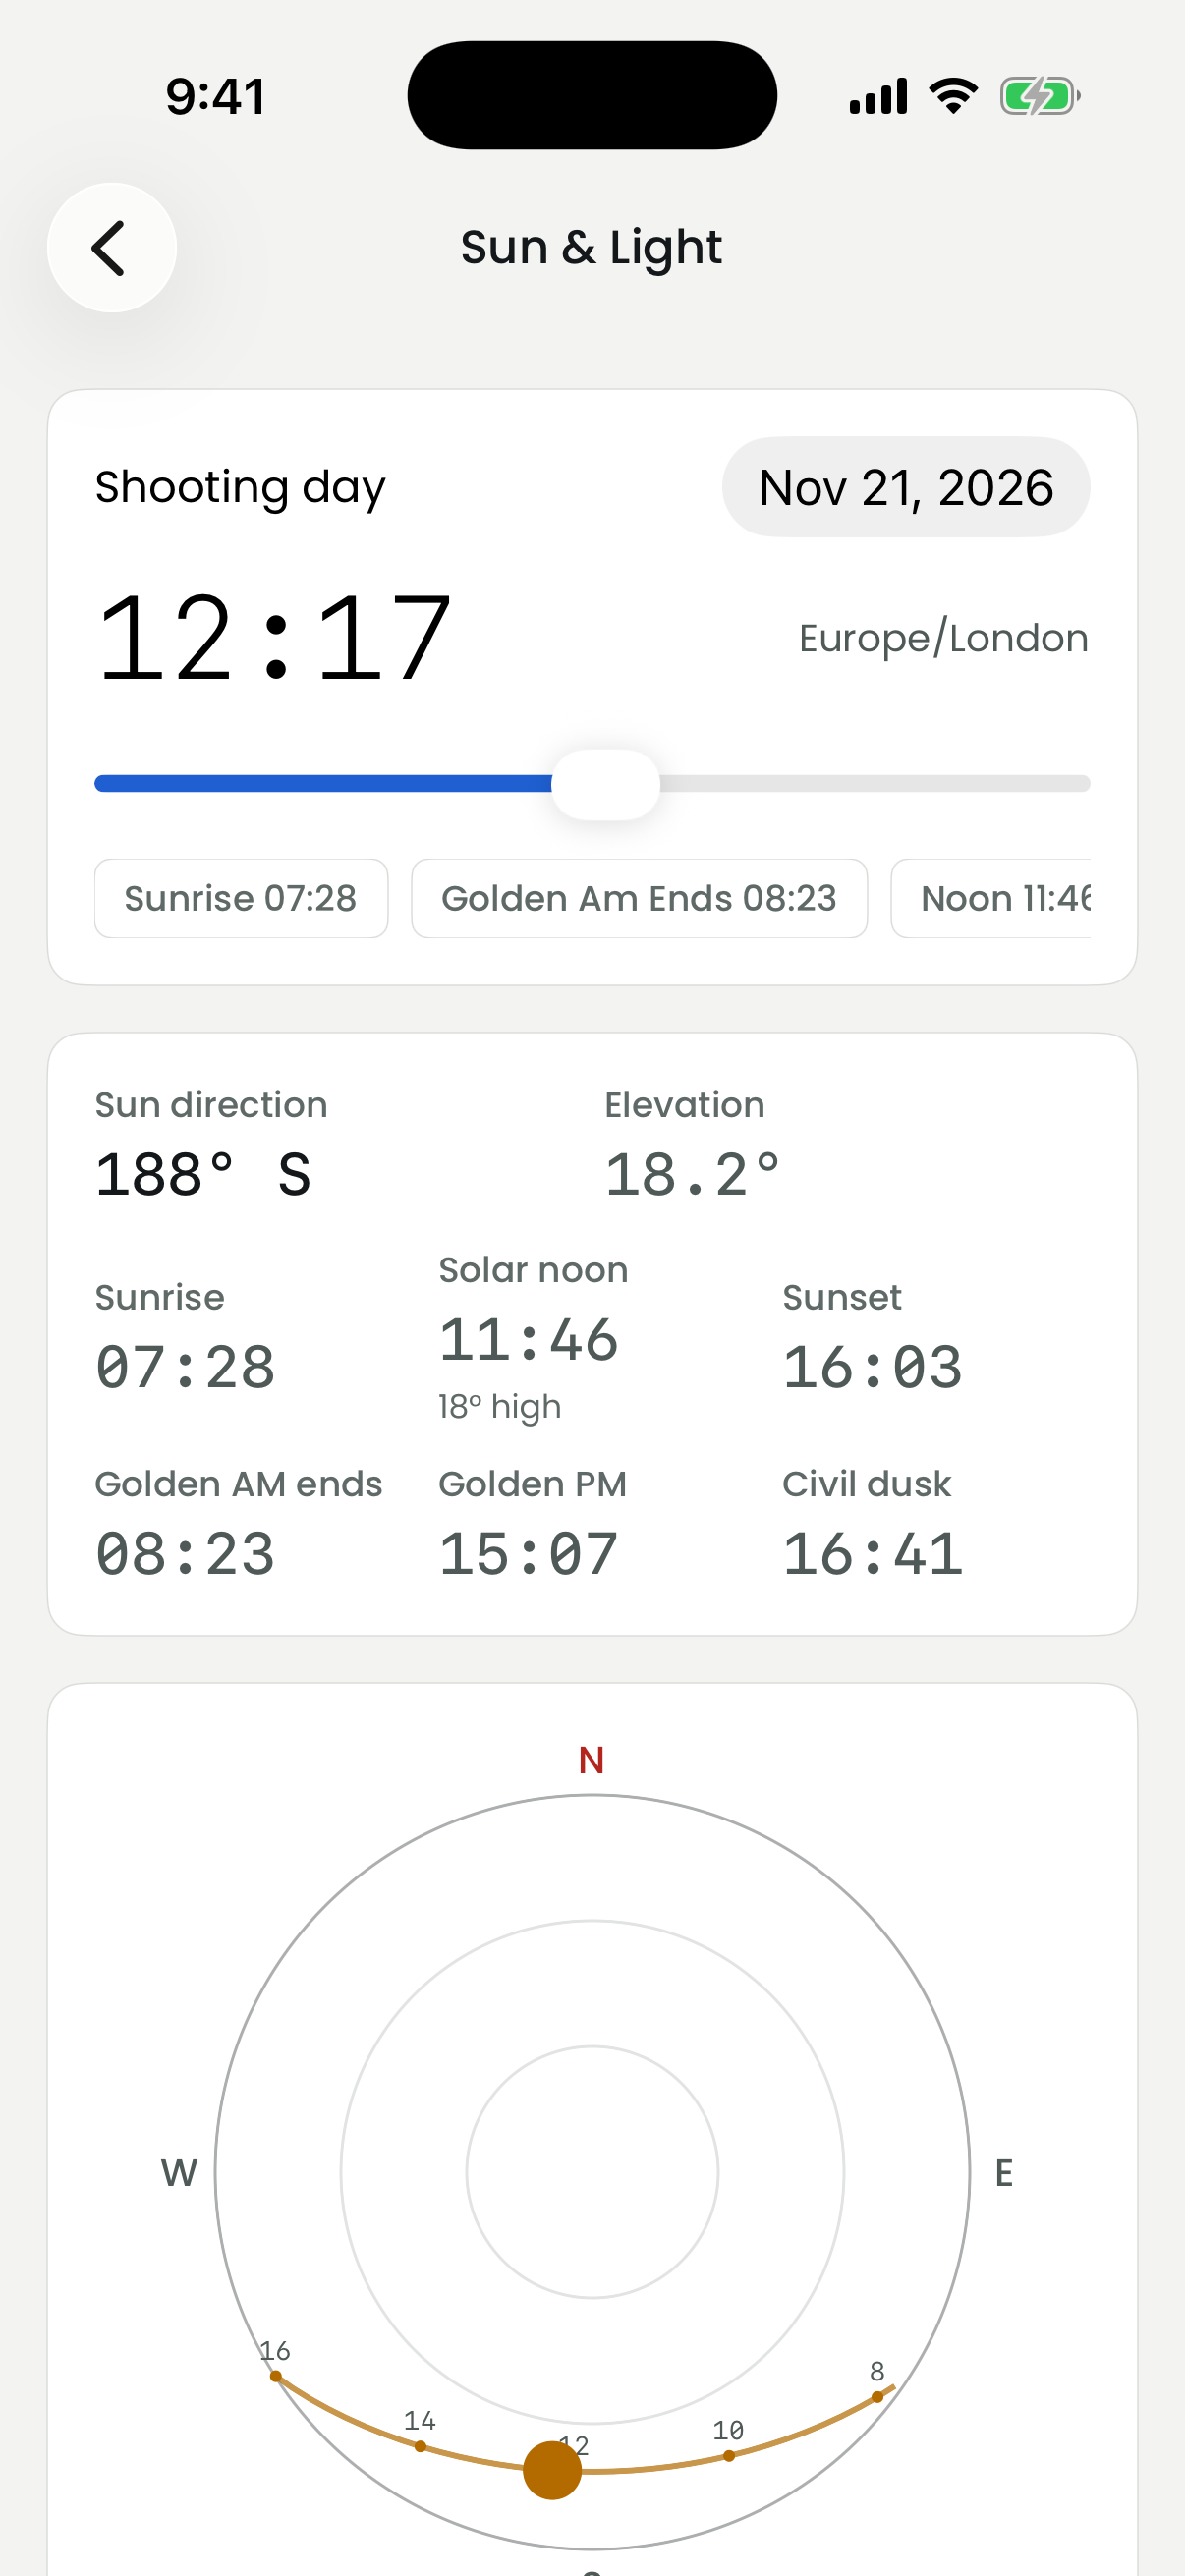 9:41
Sun & Light
Shooting day
Nov 21, 2026
12:17
Europe/London
Sunrise 07:28
Golden Am Ends 08:23
Noon 11:46
Sun direction
Elevation
188° S
18.2°
Sunrise
Solar noon
Sunset
07:28
11:46
16:03
18° high
Golden AM ends
Golden PM
Civil dusk
08:23
15:07
16:41
N
W
E
16
8
14
10
12